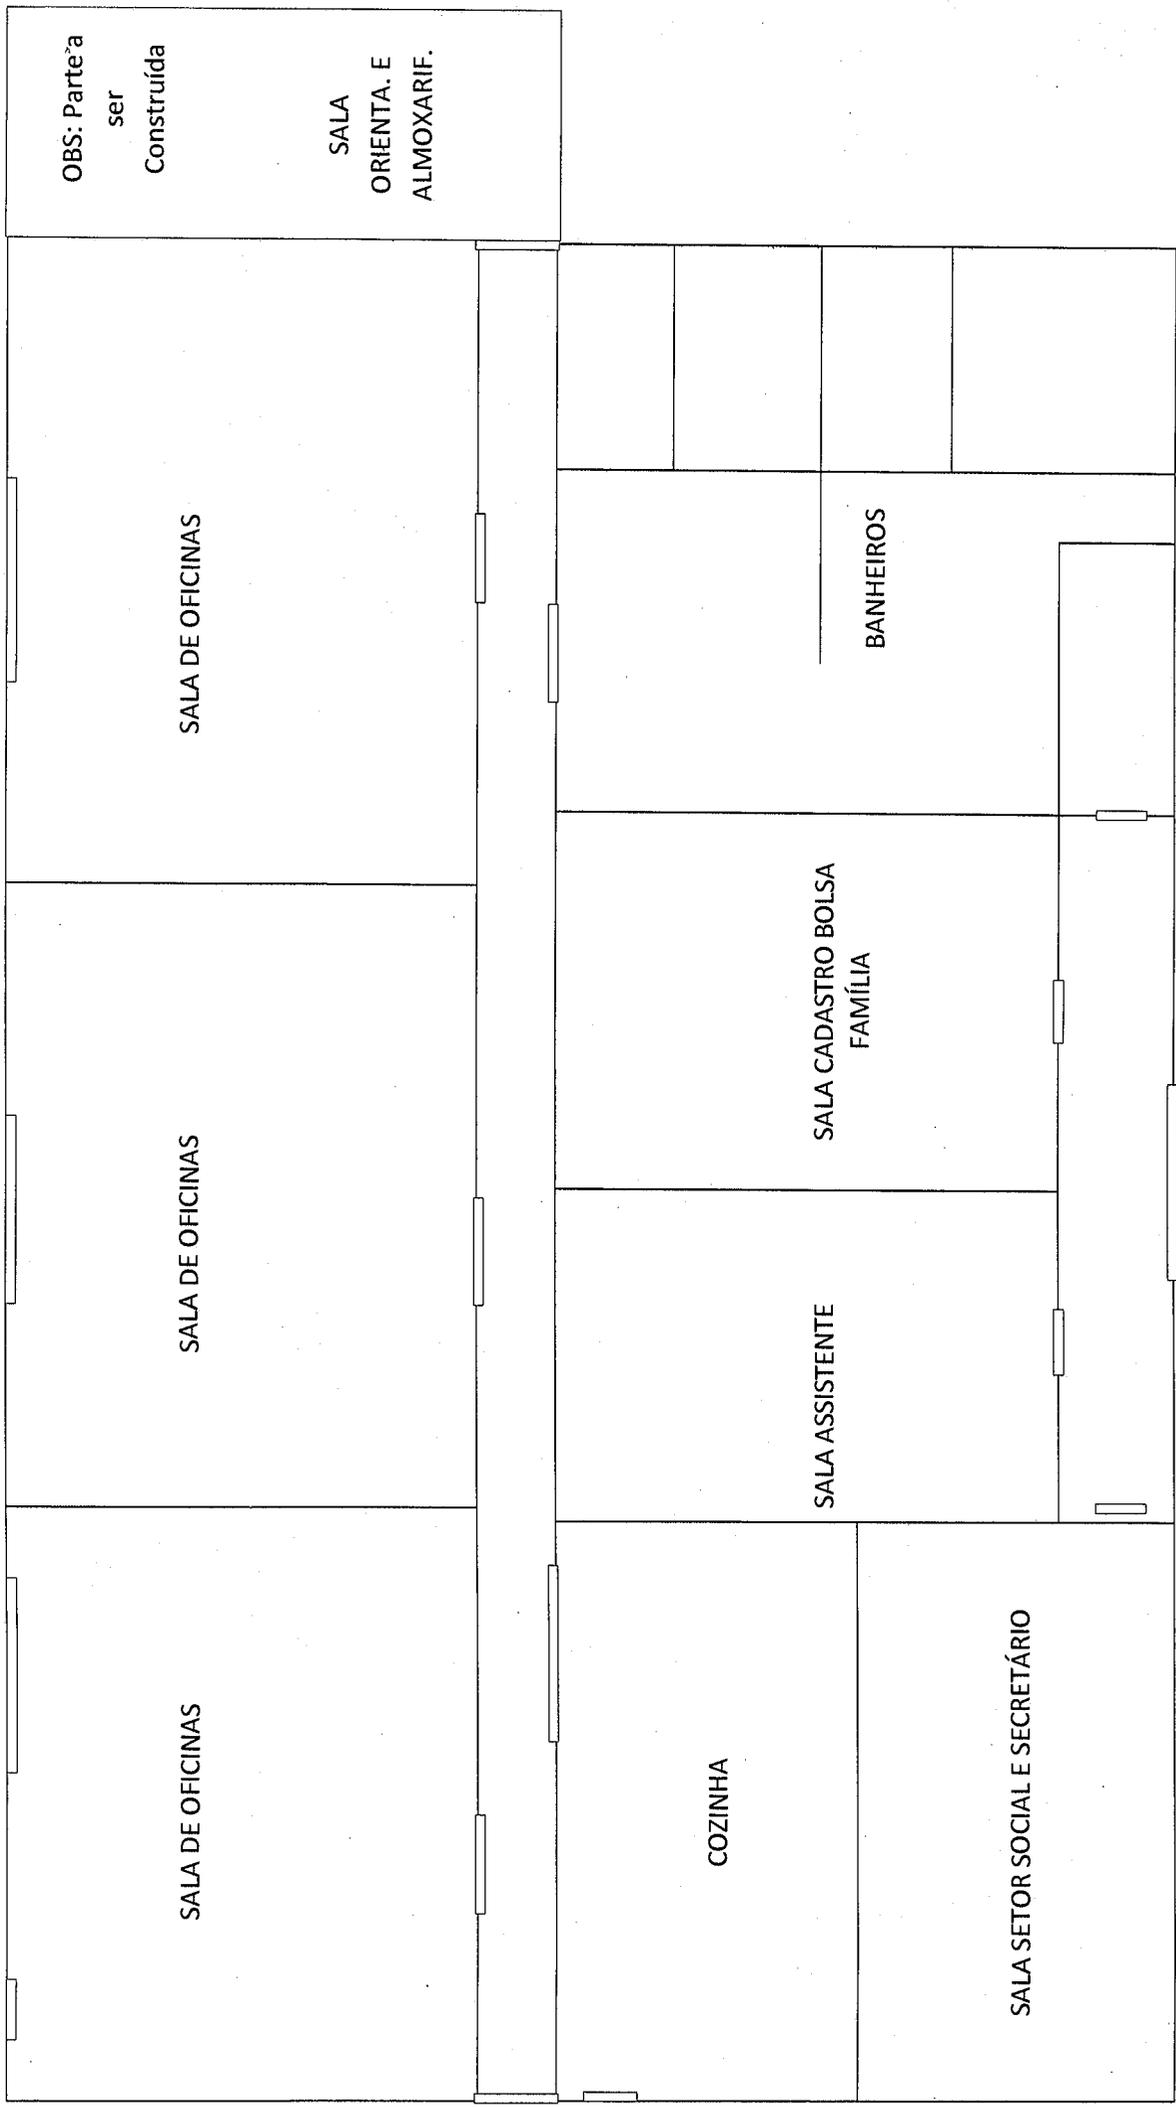 OBS: Parte a
ser
Construída
SALA
ORIENTA. E
ALMOXARIF.
SALA DE OFICINAS
SALA DE OFICINAS
SALA DE OFICINAS
BANHEIROS
SALA CADASTRO BOLSA
FAMÍLIA
SALA ASSISTENTE
COZINHA
SALA SETOR SOCIAL E SECRETÁRIO